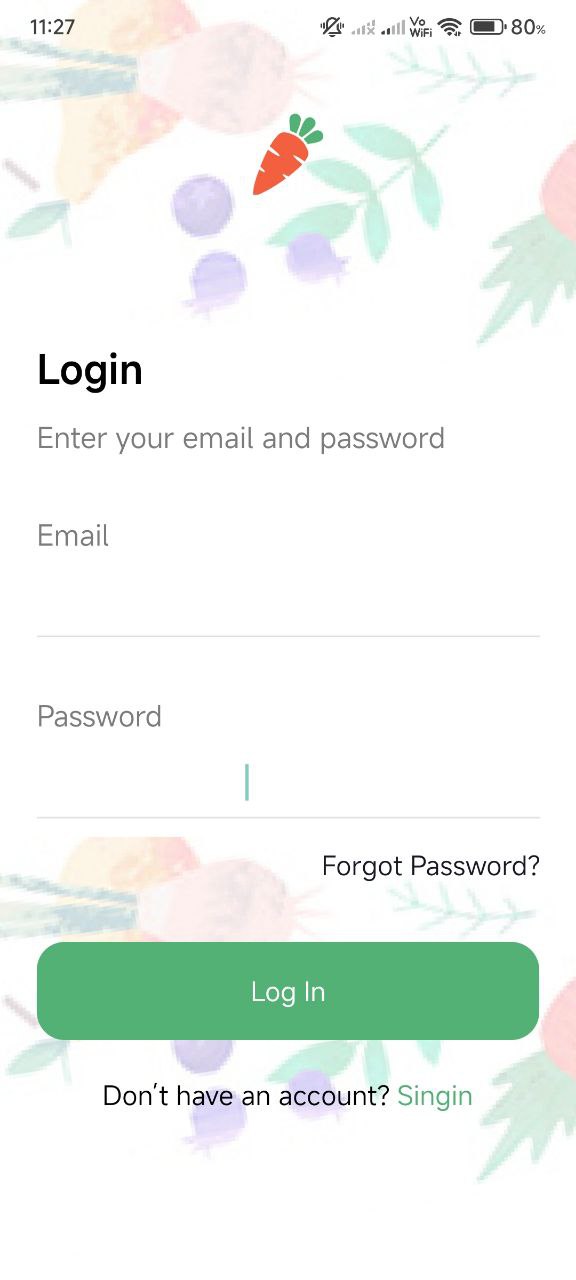 11:27
Vo
WiFi
80%
Login
Enter your email and password
Email
Password
Forgot Password?
Log In
Don't have an account? Singin